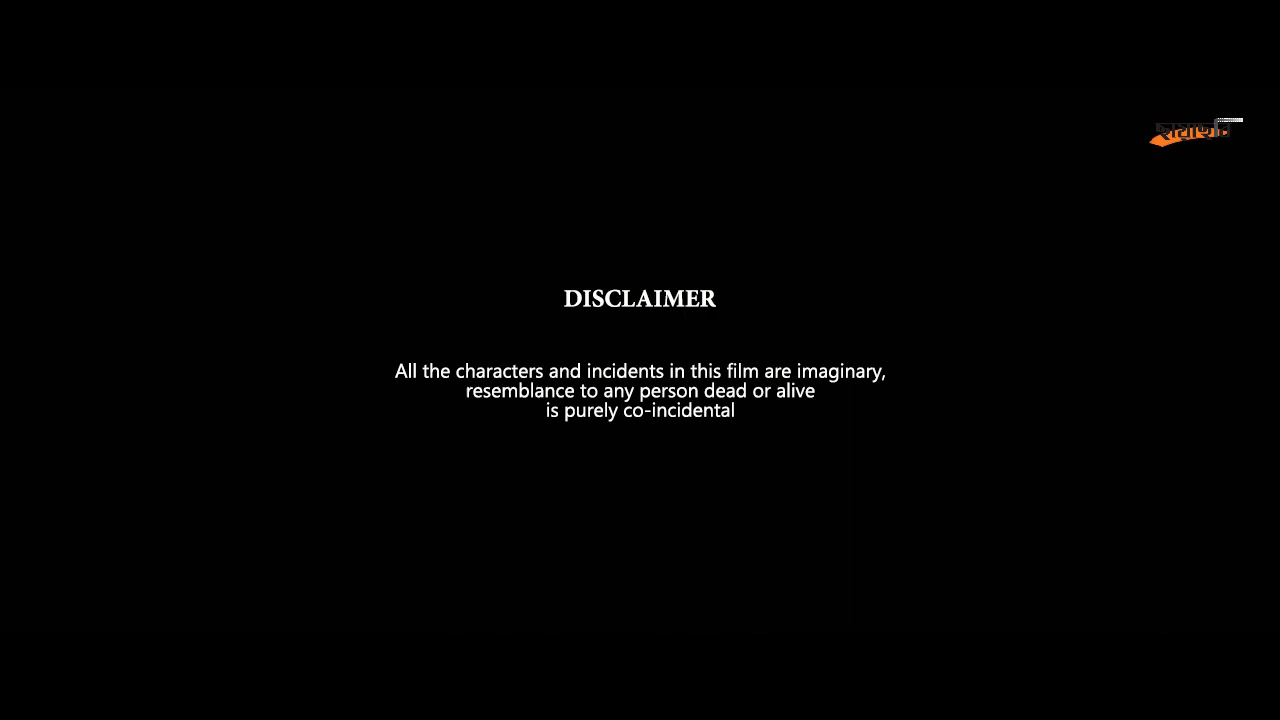 DISCLAIMER
All the characters and incidents in this film are imaginary,
resemblance to any person dead or alive
is purely co-incidental